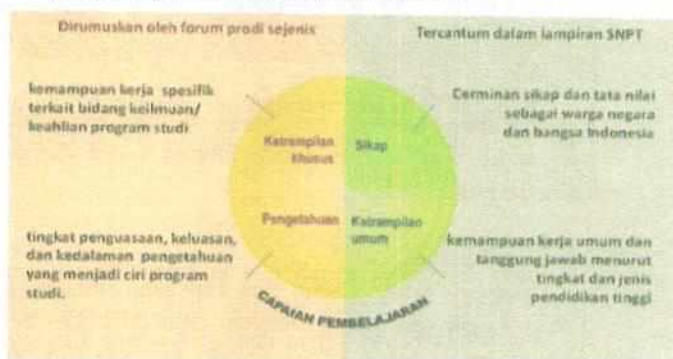 Dirumuskan oleh forum prodi sejenis
Tercantum dalam lampiran SNPT
kemampuan kerja spesifik
terkait bidang keilmuan/
keahlian program studi
Cerminan sikap dan tata nilai
sebagai warga negara
dan bangsa Indonesia
Ketrampilan
khusus
Sikap
Pengetahuan
Ketrampilan
umum
tingkat penguasaan, keluasan,
dan kedalaman pengetahuan
yang menjadi ciri program
studi.
kemampuan kerja umum dan
tanggung jawab menurut
tingkat dan jenis
pendidikan tinggi
CAPAIAN PEMBELAJARAN